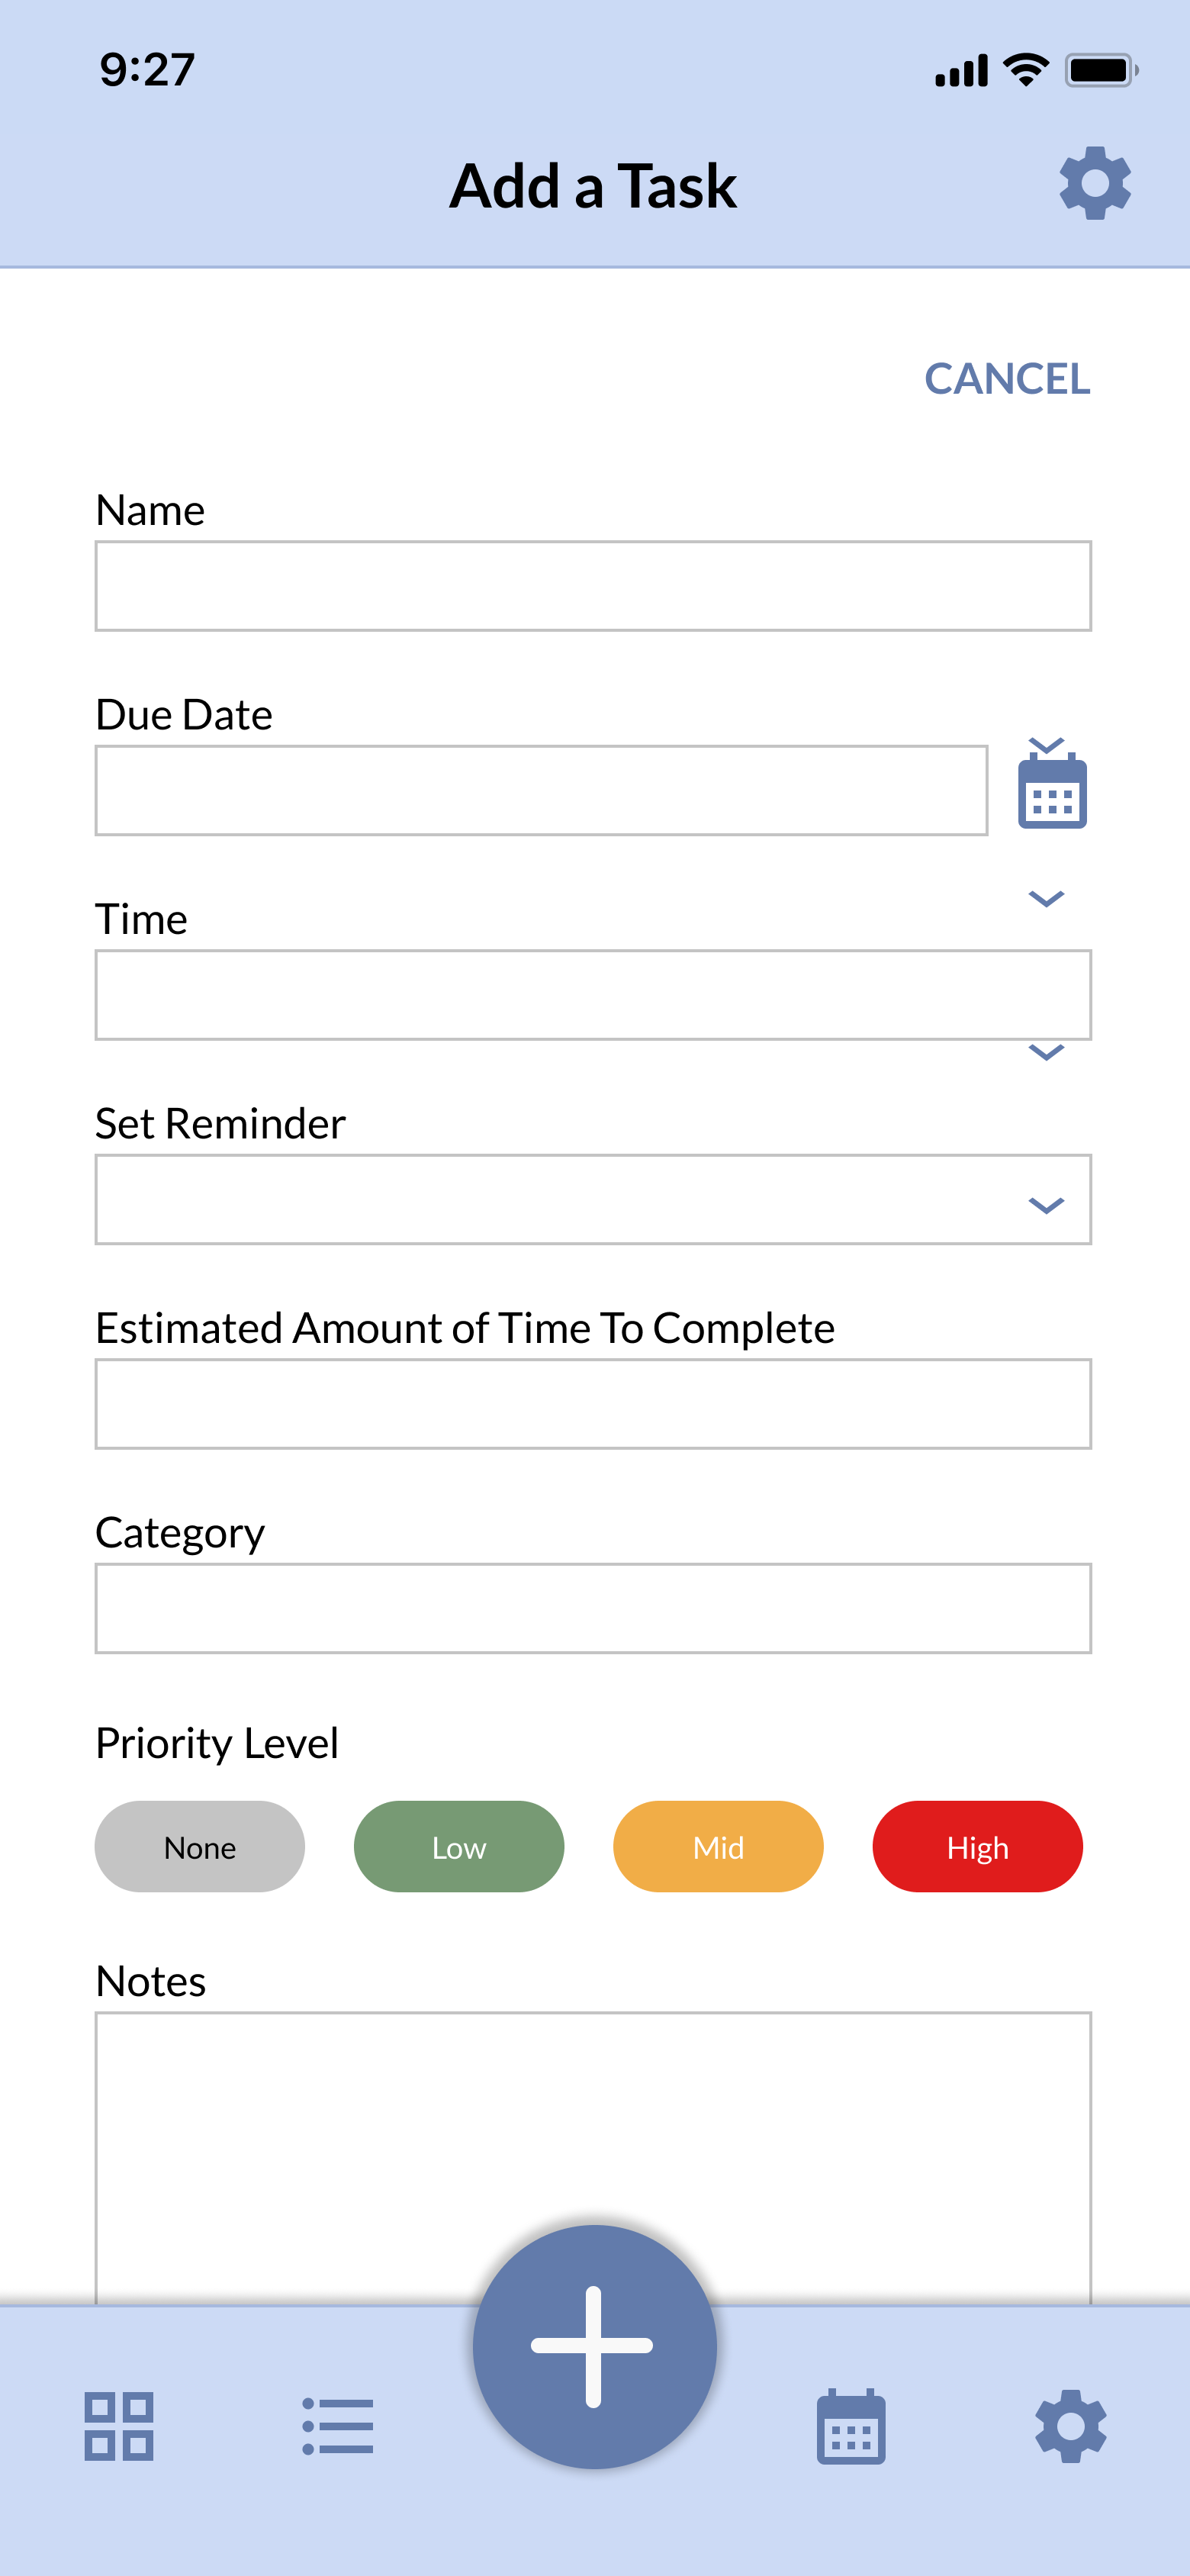 9:27
Add a Task
CANCEL
Name
Due Date
Time
Set Reminder
Estimated Amount of Time To Complete
Category
Priority Level
None Low Mid High
Notes